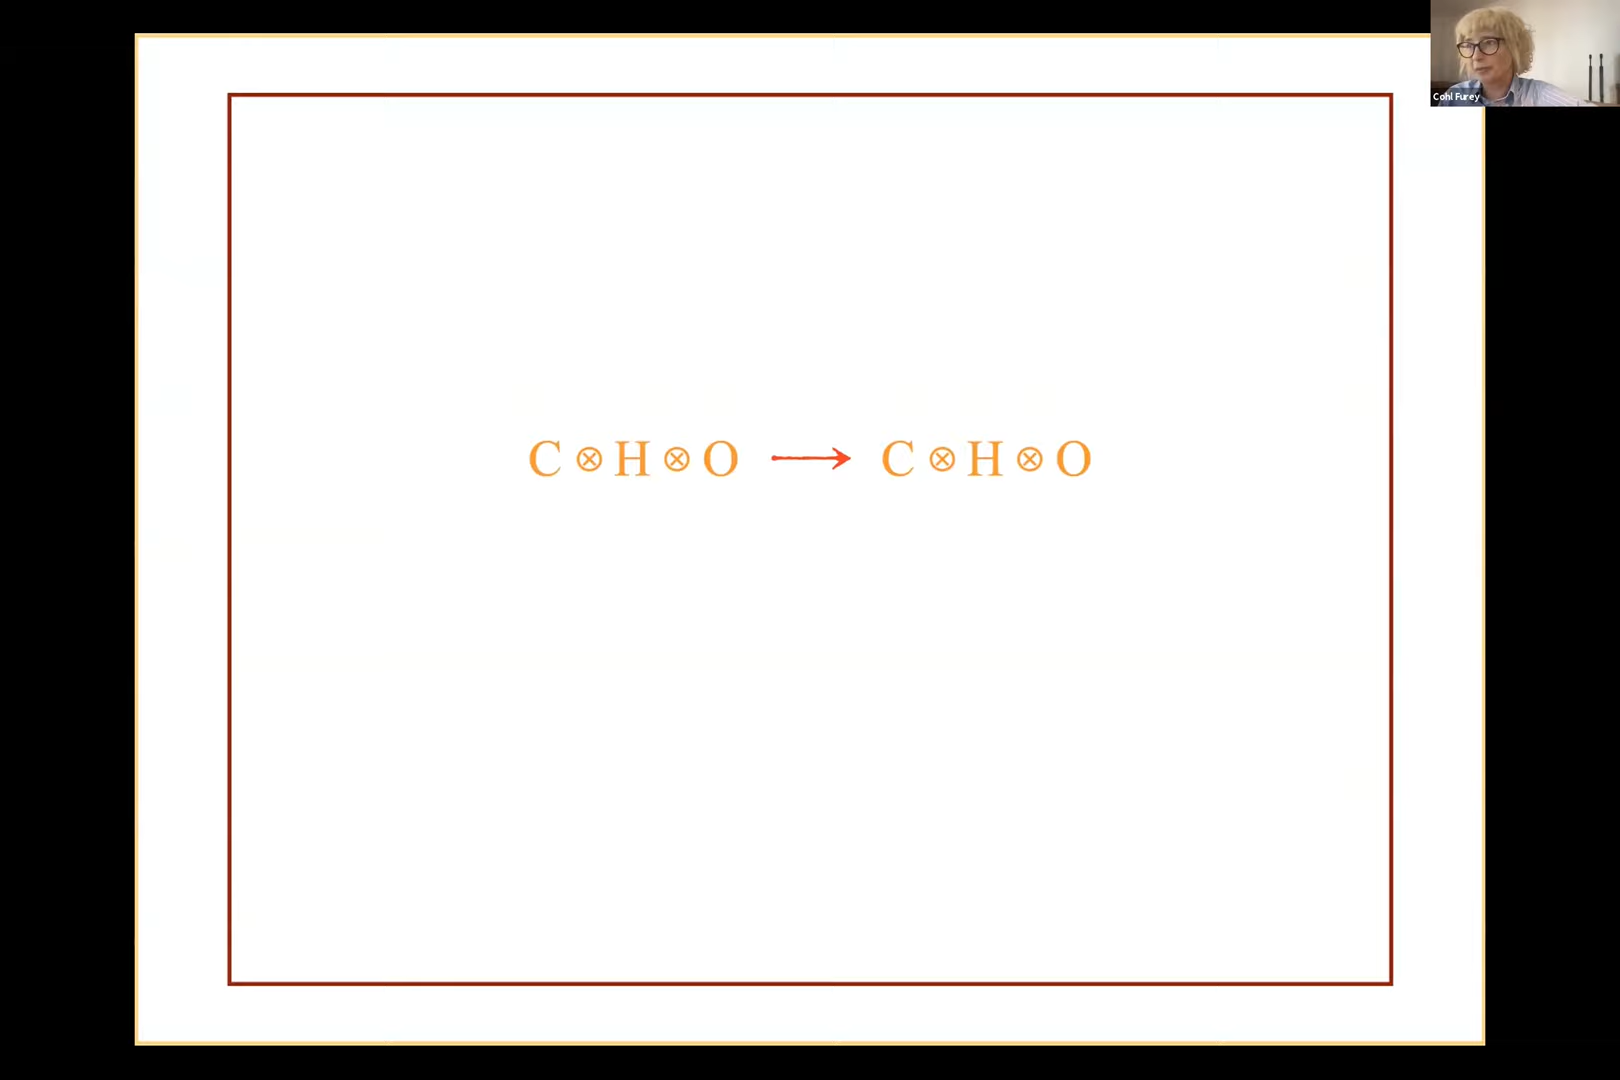 Cohl Furey
C ⊗ H ⊗ O ⟶ C ⊗ H ⊗ O